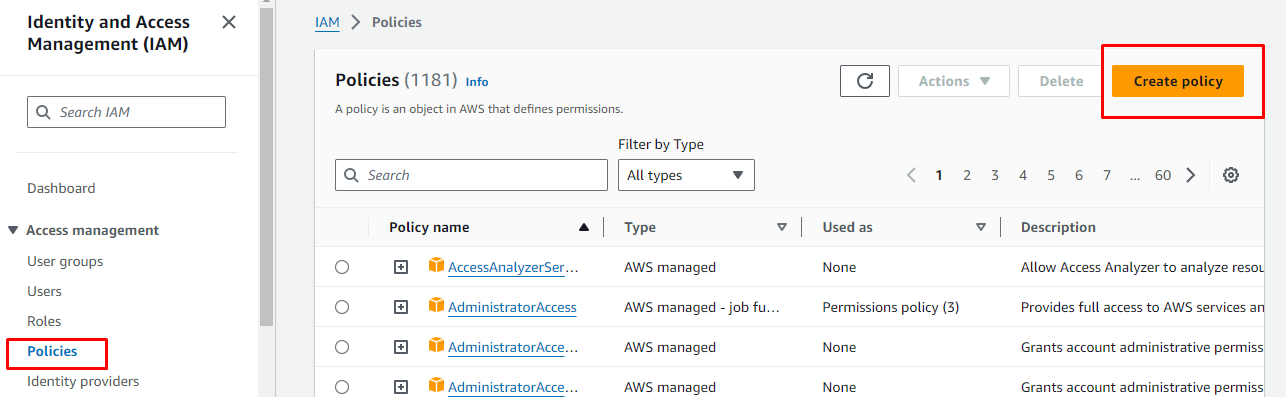 Identity and Access
Management (IAM)
Search IAM
Dashboard
Access management
User groups
Users
Roles
Policies
Identity providers
IAM > Policies
Policies (1181) Info
Actions
Delete
Create policy
A policy is an object in AWS that defines permissions.
Filter by Type
Search
All types
1 2 3 4 5 6 7 ... 60
Policy name Type Used as Description
AccessAnalyzerSer... AWS managed None Allow Access Analyzer to analyze resou
AdministratorAccess AWS managed - job fu... Permissions policy (3) Provides full access to AWS services an
AdministratorAcce... AWS managed None Grants account administrative permiss
AdministratorAcce... AWS managed None Grants account administrative permiss